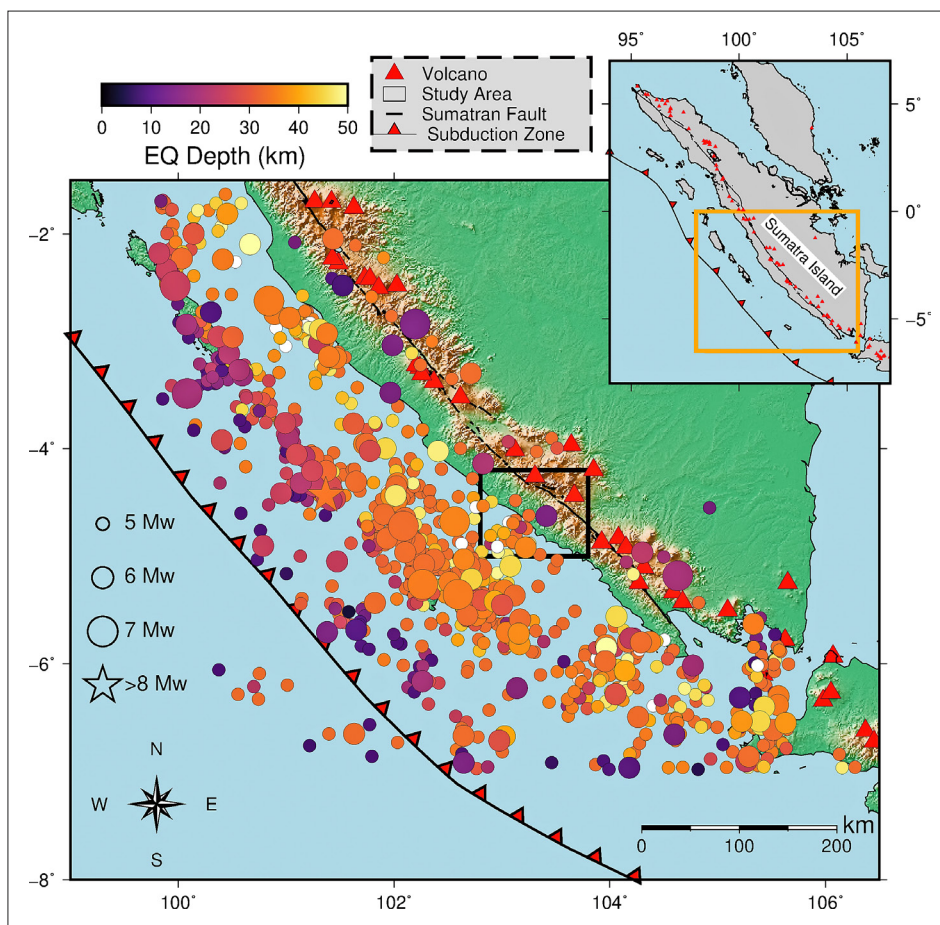 95° 100° 105°
Volcano
Study Area
Sumatran Fault
Subduction Zone
0 10 20 30 40 50
EQ Depth (km)
5°
0°
−5°
Sumatra Island
−2°
−4°
−6°
−8°
5 Mw
6 Mw
7 Mw
>8 Mw
N
W E
S
km
0 100 200
100° 102° 104° 106°